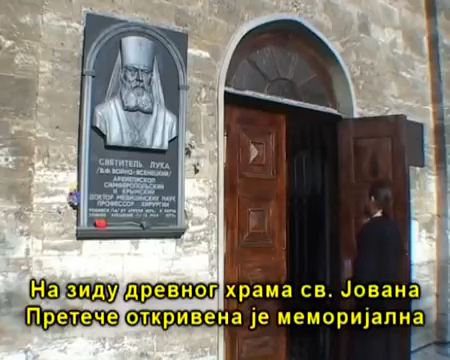 СВЯТИТЕЛЬ ЛУКА
/В.Ф. ВОЙНО-ЯСЕНЕЦКИЙ/
АРХИЕПИСКОП
СИМФЕРОПОЛЬСКИЙ
И КРЫМСКИЙ
ДОКТОР МЕДИЦИНСКИХ НАУК
ПРОФЕССОР ХИРУРГИИ
На зиду древног храма св. Јована
Претече откривена је меморијална